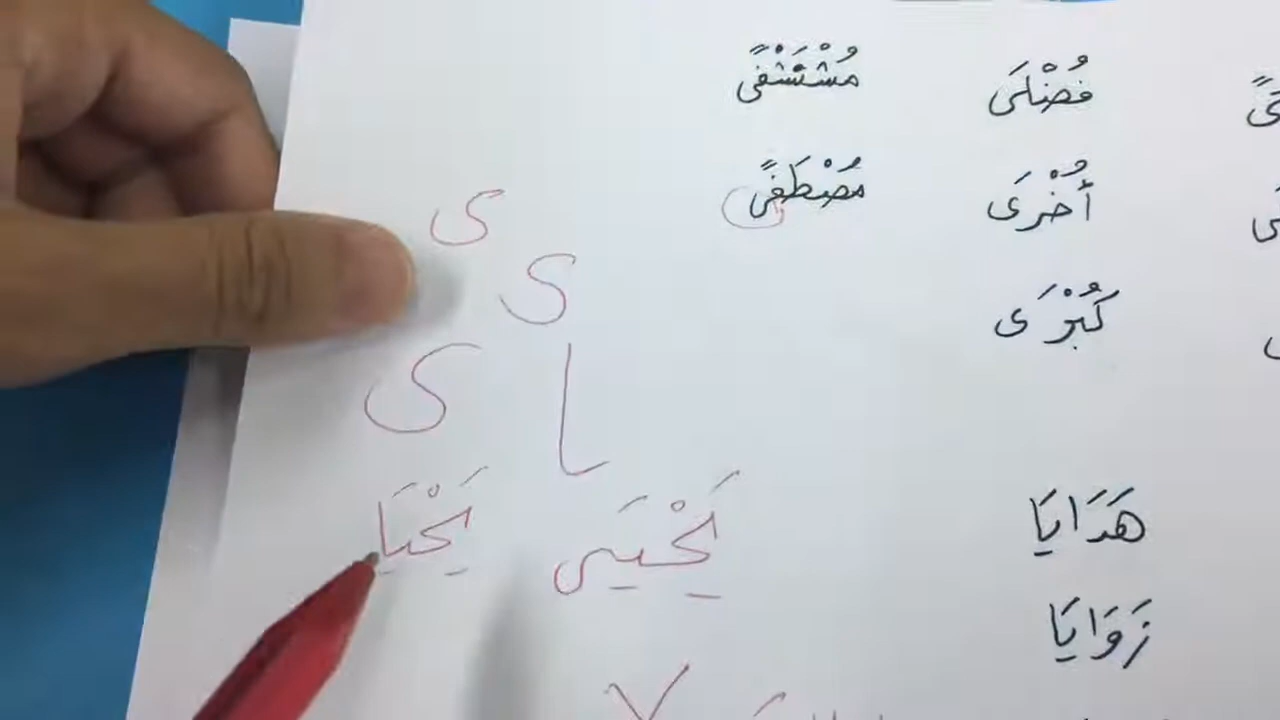 فُضْلَى مُسْتَشْفًى
أُخْرَى مُصْطَفًى
ى
كُبْرَى
ى
ى ا
يَحْيَى يَحْيَا
هَدَايَا
زَوَايَا